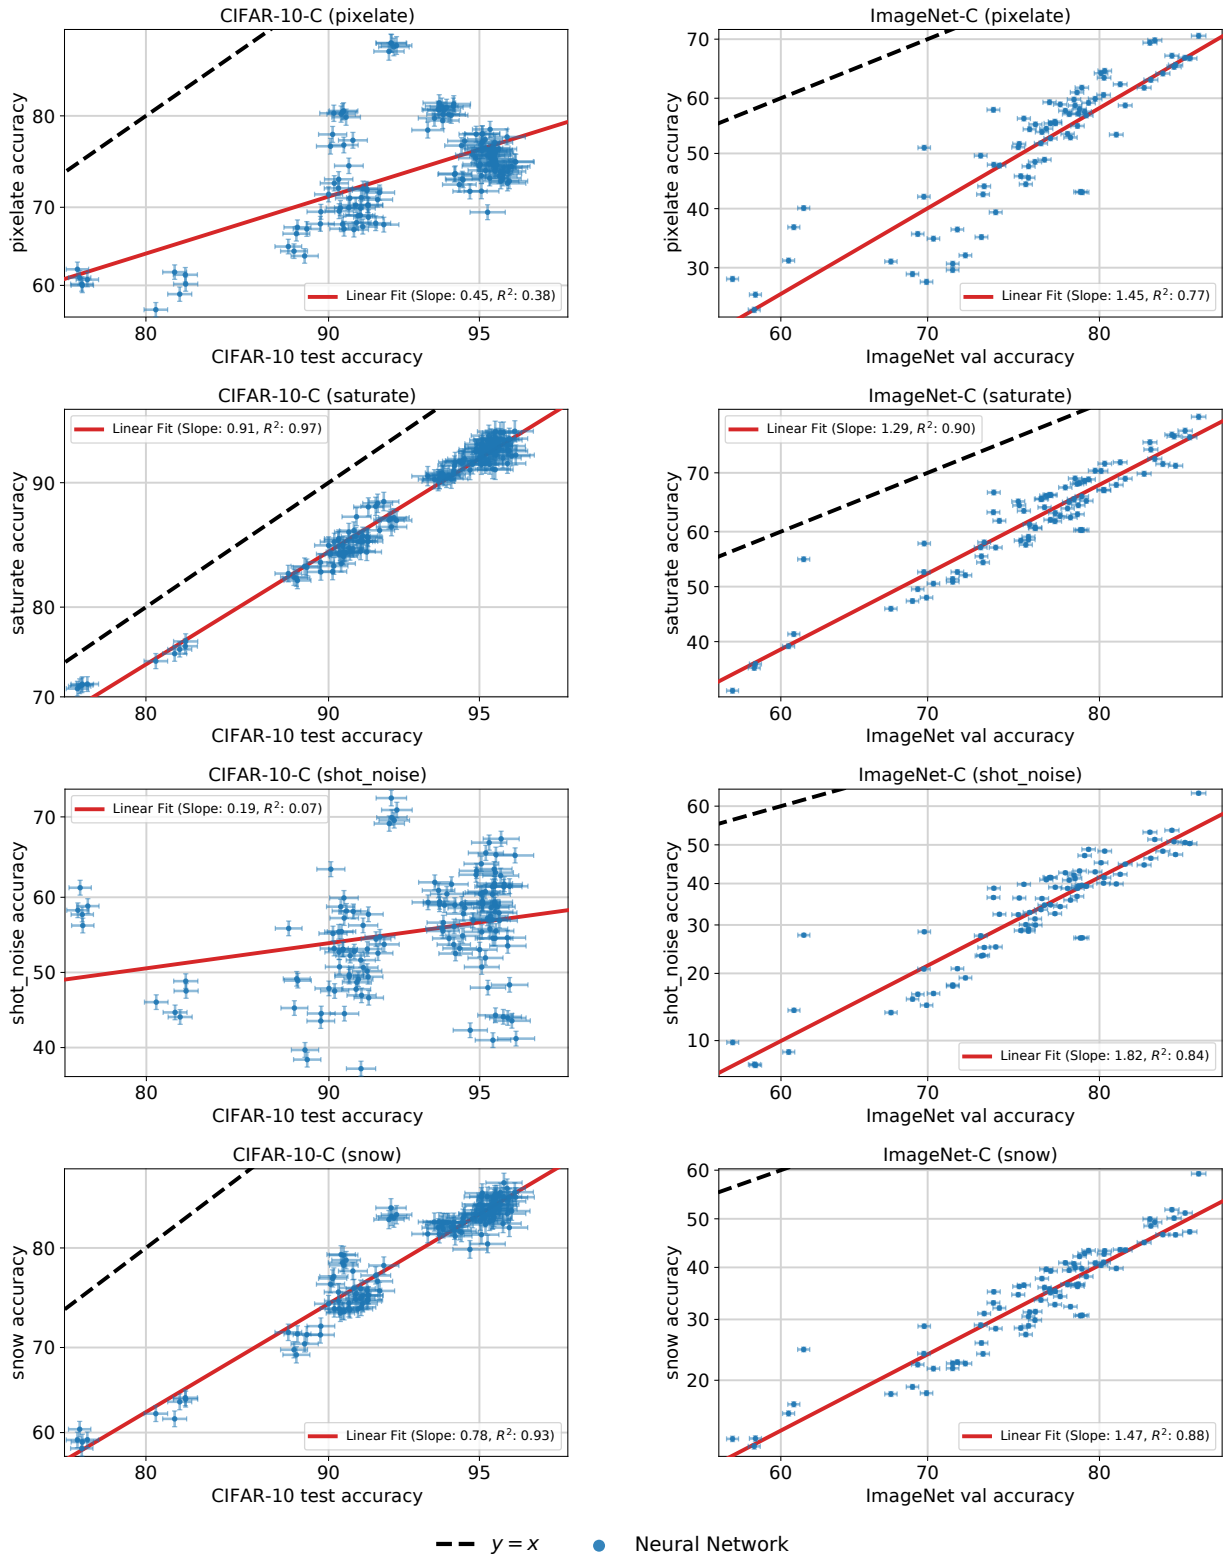 CIFAR-10-C (pixelate)
pixelate accuracy
80
70
60
Linear Fit (Slope: 0.45, R²: 0.38)
80 90 95
CIFAR-10 test accuracy
ImageNet-C (pixelate)
pixelate accuracy
70
60
50
40
30
Linear Fit (Slope: 1.45, R²: 0.77)
60 70 80
ImageNet val accuracy
CIFAR-10-C (saturate)
Linear Fit (Slope: 0.91, R²: 0.97)
saturate accuracy
90
80
70
80 90 95
CIFAR-10 test accuracy
ImageNet-C (saturate)
Linear Fit (Slope: 1.29, R²: 0.90)
saturate accuracy
70
60
50
40
60 70 80
ImageNet val accuracy
CIFAR-10-C (shot_noise)
Linear Fit (Slope: 0.19, R²: 0.07)
shot_noise accuracy
70
60
50
40
80 90 95
CIFAR-10 test accuracy
ImageNet-C (shot_noise)
shot_noise accuracy
60
50
40
30
20
10
Linear Fit (Slope: 1.82, R²: 0.84)
60 70 80
ImageNet val accuracy
CIFAR-10-C (snow)
snow accuracy
80
70
60
Linear Fit (Slope: 0.78, R²: 0.93)
80 90 95
CIFAR-10 test accuracy
ImageNet-C (snow)
snow accuracy
60
50
40
30
20
Linear Fit (Slope: 1.47, R²: 0.88)
60 70 80
ImageNet val accuracy
y = x Neural Network